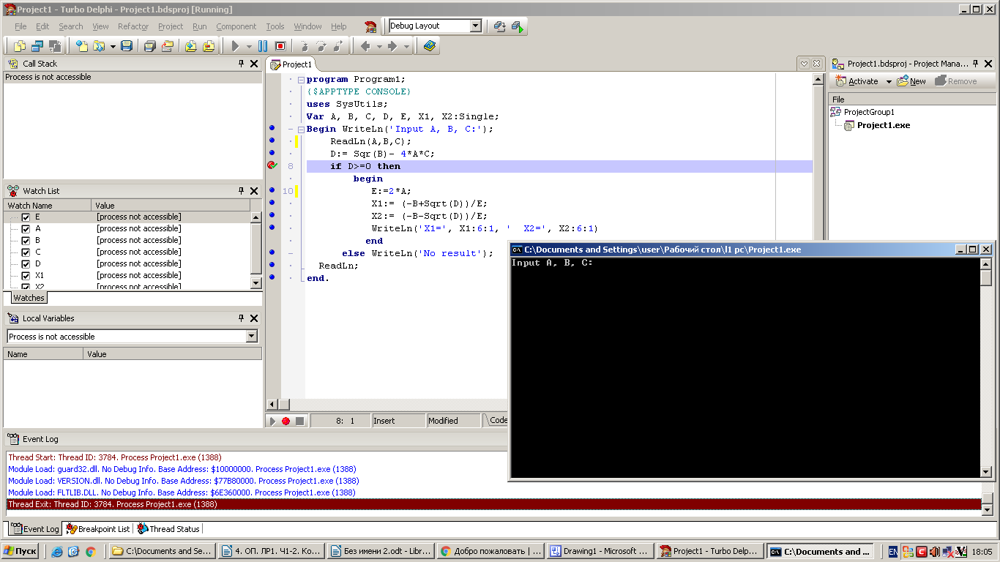 Project1 - Turbo Delphi - Project1.bdsproj [Running]
File Edit Search View Refactor Project Run Component Tools Window Help
Debug Layout
Call Stack
Process is not accessible
Watch List
Watch Name Value
E [process not accessible]
A [process not accessible]
B [process not accessible]
C [process not accessible]
D [process not accessible]
X1 [process not accessible]
X2 [process not accessible]
Watches
Local Variables
Process is not accessible
Name Value
Project1
program Program1;
{$APPTYPE CONSOLE}
uses SysUtils;
Var A, B, C, D, E, X1, X2:Single;
Begin WriteLn('Input A, B, C:');
ReadLn(A,B,C);
D:= Sqr(B)- 4*A*C;
8 if D>=0 then
begin
10 E:=2*A;
X1:= (-B+Sqrt(D))/E;
X2:= (-B-Sqrt(D))/E;
WriteLn('X1=', X1:6:1, '  X2=', X2:6:1)
end
else WriteLn('No result');
ReadLn;
end.
8: 1 Insert Modified Code
Project1.bdsproj - Project Mana...
Activate New Remove
File
ProjectGroup1
Project1.exe
C:\Documents and Settings\user\Рабочий стол\l1 pc\Project1.exe
Input A, B, C:
Event Log
Thread Start: Thread ID: 3784. Process Project1.exe (1388)
Module Load: guard32.dll. No Debug Info. Base Address: $10000000. Process Project1.exe (1388)
Module Load: VERSION.dll. No Debug Info. Base Address: $77B80000. Process Project1.exe (1388)
Module Load: FLTLIB.DLL. No Debug Info. Base Address: $6E360000. Process Project1.exe (1388)
Thread Exit: Thread ID: 3784. Process Project1.exe (1388)
Event Log Breakpoint List Thread Status
Пуск C:\Documents and Se... 4. ОП. ЛР1. Ч1-2. Ко... Без имени 2.odt - Libr... Добро пожаловать | ... Drawing1 - Microsoft ... Project1 - Turbo Delp... C:\Documents and ... EN 18:05